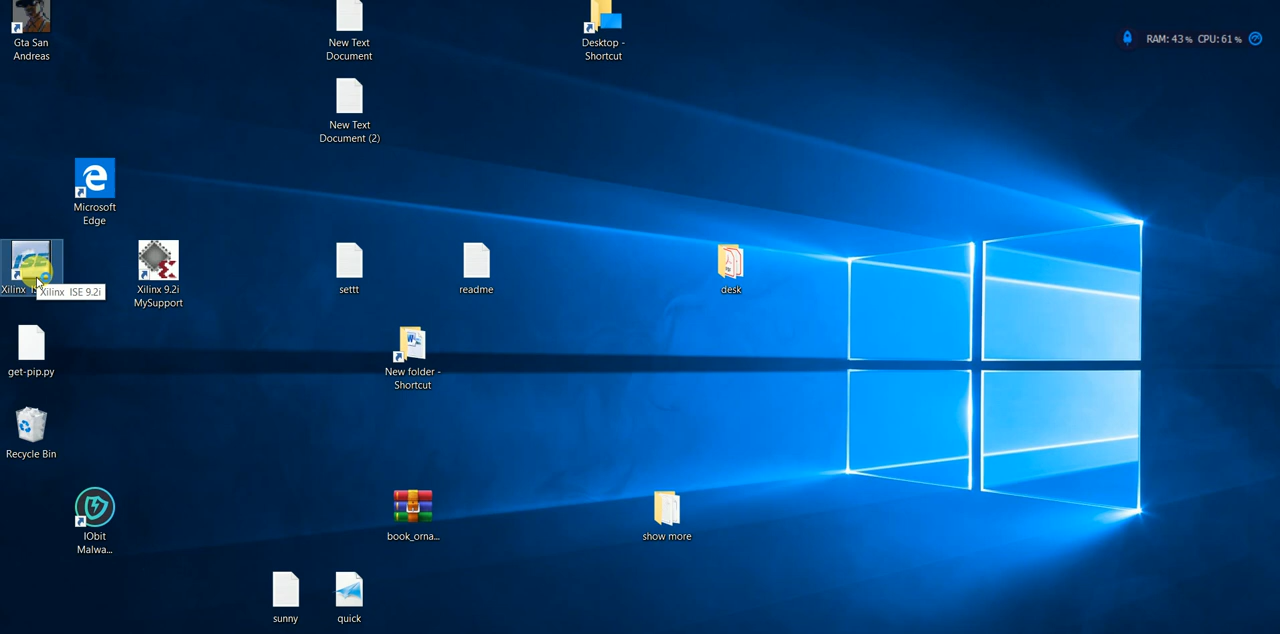 Gta San
Andreas
New Text
Document
Desktop -
Shortcut
RAM: 43 % CPU: 61 %
New Text
Document (2)
Microsoft
Edge
ISE
Xilinx
Xilinx ISE 9.2i
Xilinx 9.2i
MySupport
settt
readme
desk
get-pip.py
New folder -
Shortcut
Recycle Bin
IObit
Malwa...
book_orna...
show more
sunny
quick